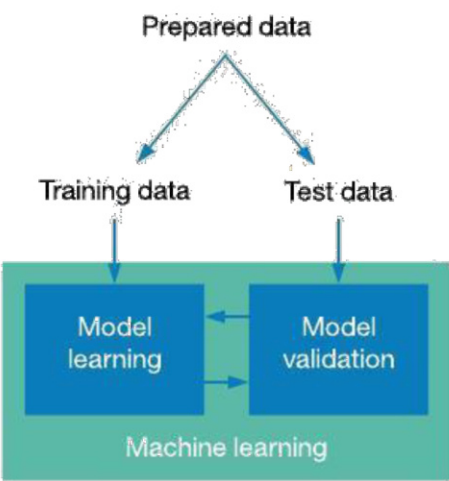 Prepared data
Training data
Test data
Model
learning
Model
validation
Machine learning